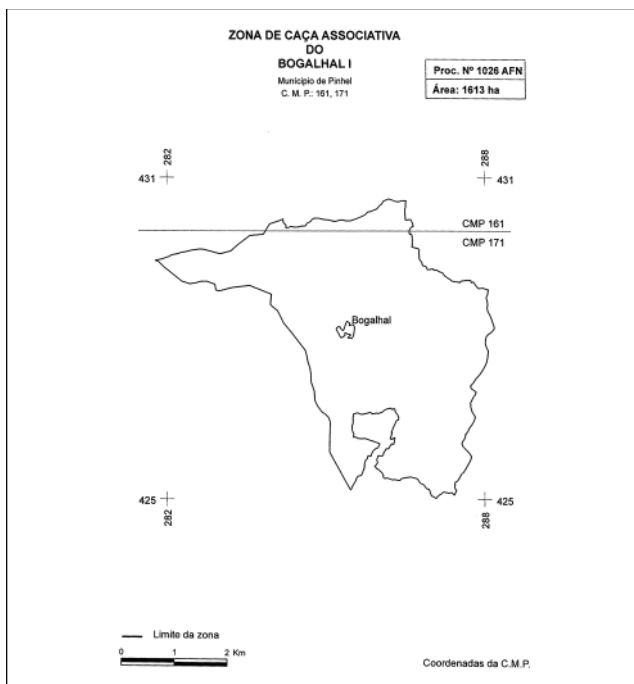 ZONA DE CAÇA ASSOCIATIVA
DO
BOGALHAL I
Município de Pinhel
C. M. P.: 161, 171
Proc. Nº 1026 AFN
Área: 1613 ha
282
431
288
431
CMP 161
CMP 171
Bogalhal
425
282
425
288
Limite da zona
0 1 2 Km
Coordenadas da C.M.P.